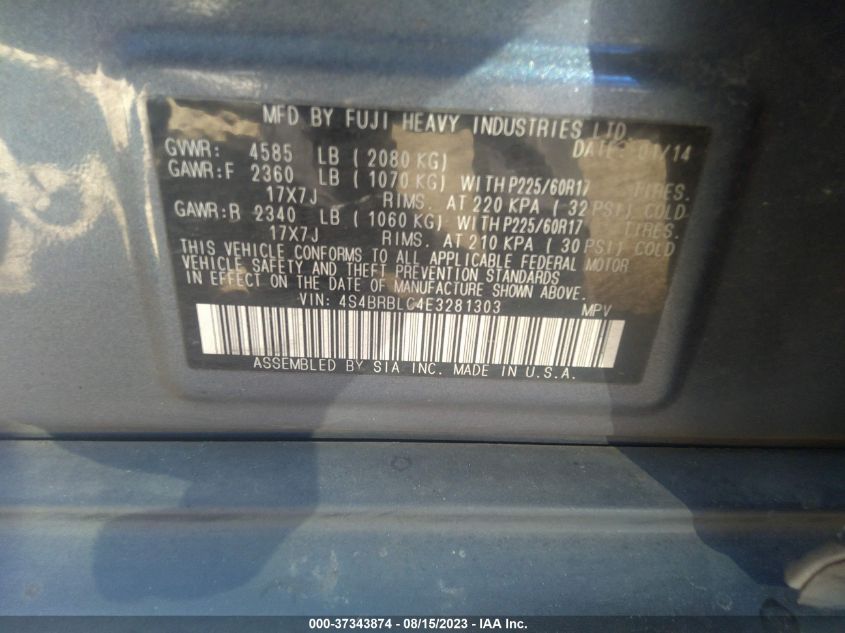 MFD BY FUJI HEAVY INDUSTRIES LTD.
GVWR: 4585 LB ( 2080 KG) DATE: 01/14
GAWR:F 2360 LB ( 1070 KG) WITH P225/60R17 TIRES.
17X7J RIMS. AT 220 KPA ( 32 PSI) COLD.
GAWR:R 2340 LB ( 1060 KG) WITH P225/60R17 TIRES.
17X7J RIMS. AT 210 KPA ( 30 PSI) COLD
THIS VEHICLE CONFORMS TO ALL APPLICABLE FEDERAL MOTOR
VEHICLE SAFETY AND THEFT PREVENTION STANDARDS
IN EFFECT ON THE DATE OF MANUFACTURE SHOWN ABOVE.
VIN: 4S4BRBLC4E3281303 MPV
ASSEMBLED BY SIA INC. MADE IN U.S.A.
000-37343874 - 08/15/2023 - IAA Inc.